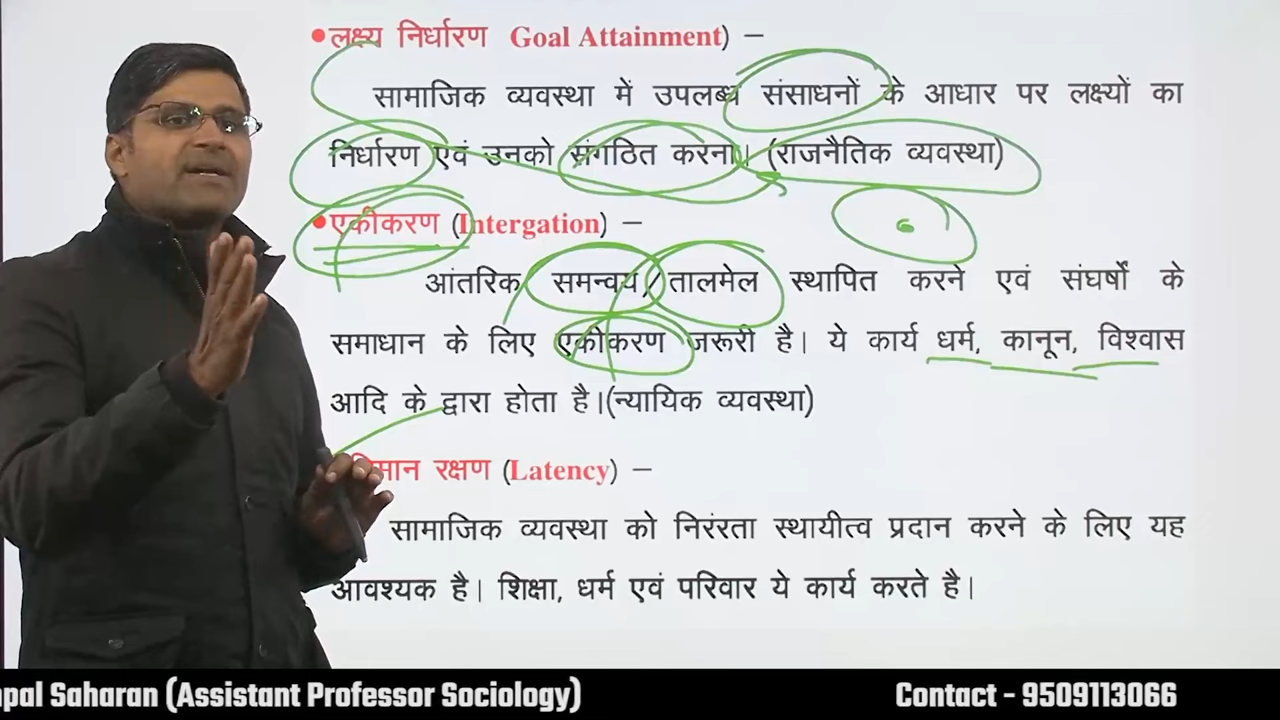 •लक्ष्य निर्धारण Goal Attainment) –
सामाजिक व्यवस्था में उपलब्ध संसाधनों के आधार पर लक्ष्यों का
निर्धारण एवं उनको संगठित करना। (राजनैतिक व्यवस्था)
•एकीकरण (Intergation) –
आंतरिक समन्वय/तालमेल स्थापित करने एवं संघर्षों के
समाधान के लिए एकीकरण जरूरी है। ये कार्य धर्म, कानून, विश्वास
आदि के द्वारा होता है।(न्यायिक व्यवस्था)
रक्षण (Latency) –
सामाजिक व्यवस्था को निरंरता स्थायीत्व प्रदान करने के लिए यह
आवश्यक है। शिक्षा, धर्म एवं परिवार ये कार्य करते है।
Saharan (Assistant Professor Sociology)
Contact - 9509113066